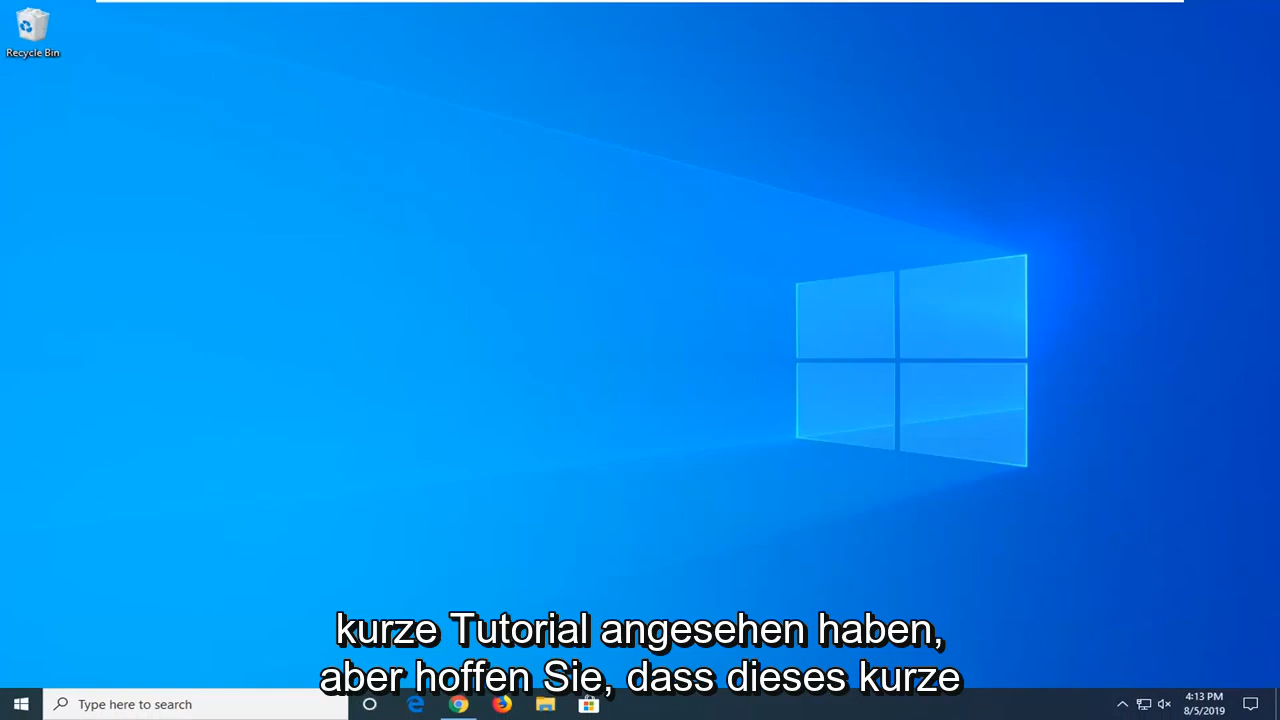 Recycle Bin
kurze Tutorial angesehen haben,
aber hoffen Sie, dass dieses kurze
Type here to search
4:13 PM
8/5/2019